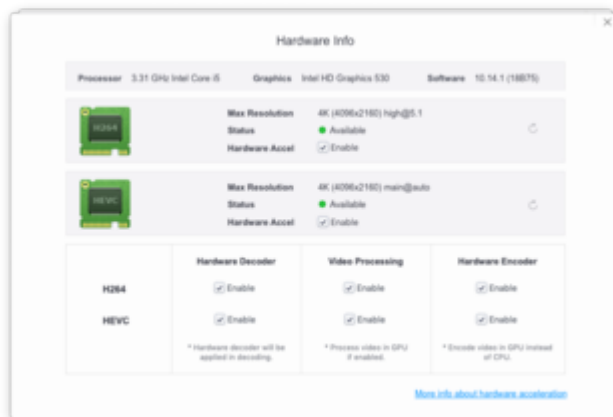 Hardware Info
Processor 3.31 GHz Intel Core i5 Graphics Intel HD Graphics 530 Software 10.14.1 (18B75)
Max Resolution 4K (4096x2160) high@5.1
H264 Status Available
Hardware Accel Enable
Max Resolution 4K (4096x2160) main@auto
HEVC Status Available
Hardware Accel Enable
Hardware Decoder Video Processing Hardware Encoder
H264 Enable Enable Enable
HEVC Enable Enable Enable
* Hardware decoder will be * Process video in GPU * Encode video in GPU instead
applied in decoding. if enabled. of CPU.
More info about hardware acceleration